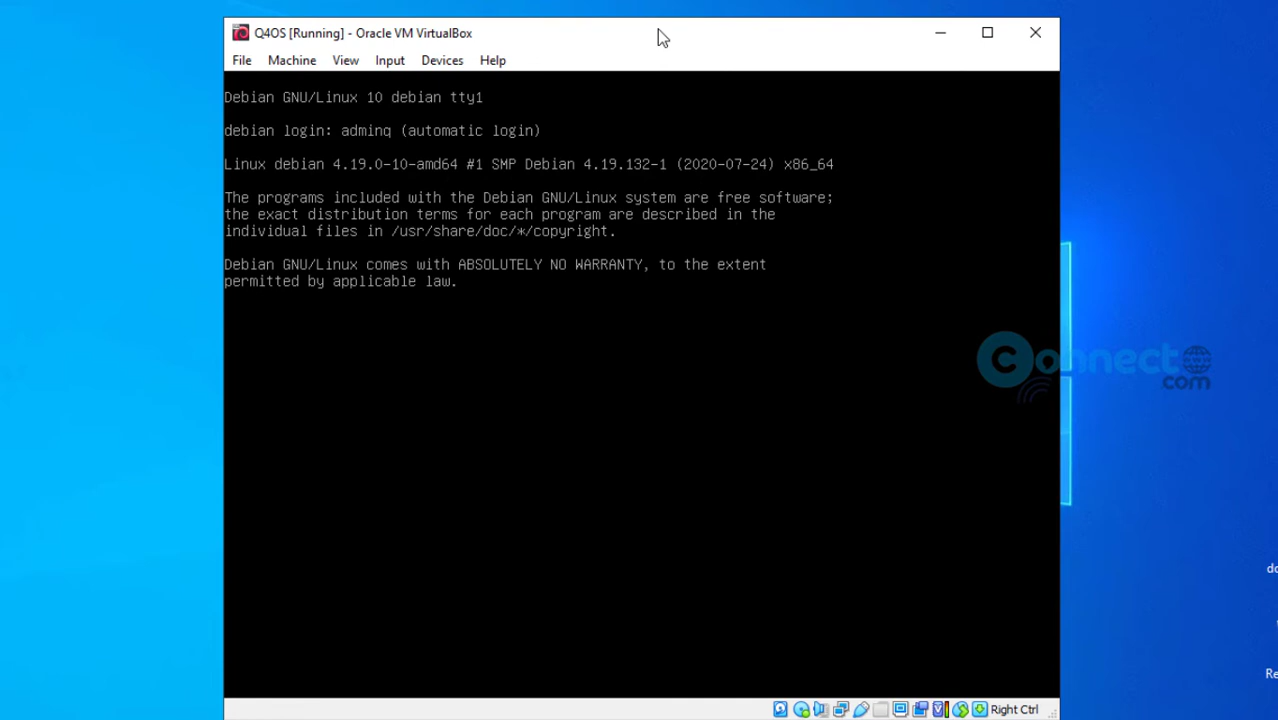 Q4OS [Running] - Oracle VM VirtualBox
File Machine View Input Devices Help
Debian GNU/Linux 10 debian tty1
debian login: adminq (automatic login)
Linux debian 4.19.0-10-amd64 #1 SMP Debian 4.19.132-1 (2020-07-24) x86_64
The programs included with the Debian GNU/Linux system are free software;
the exact distribution terms for each program are described in the
individual files in /usr/share/doc/*/copyright.
Debian GNU/Linux comes with ABSOLUTELY NO WARRANTY, to the extent
permitted by applicable law.
Connect
.com
do
Re
Right Ctrl